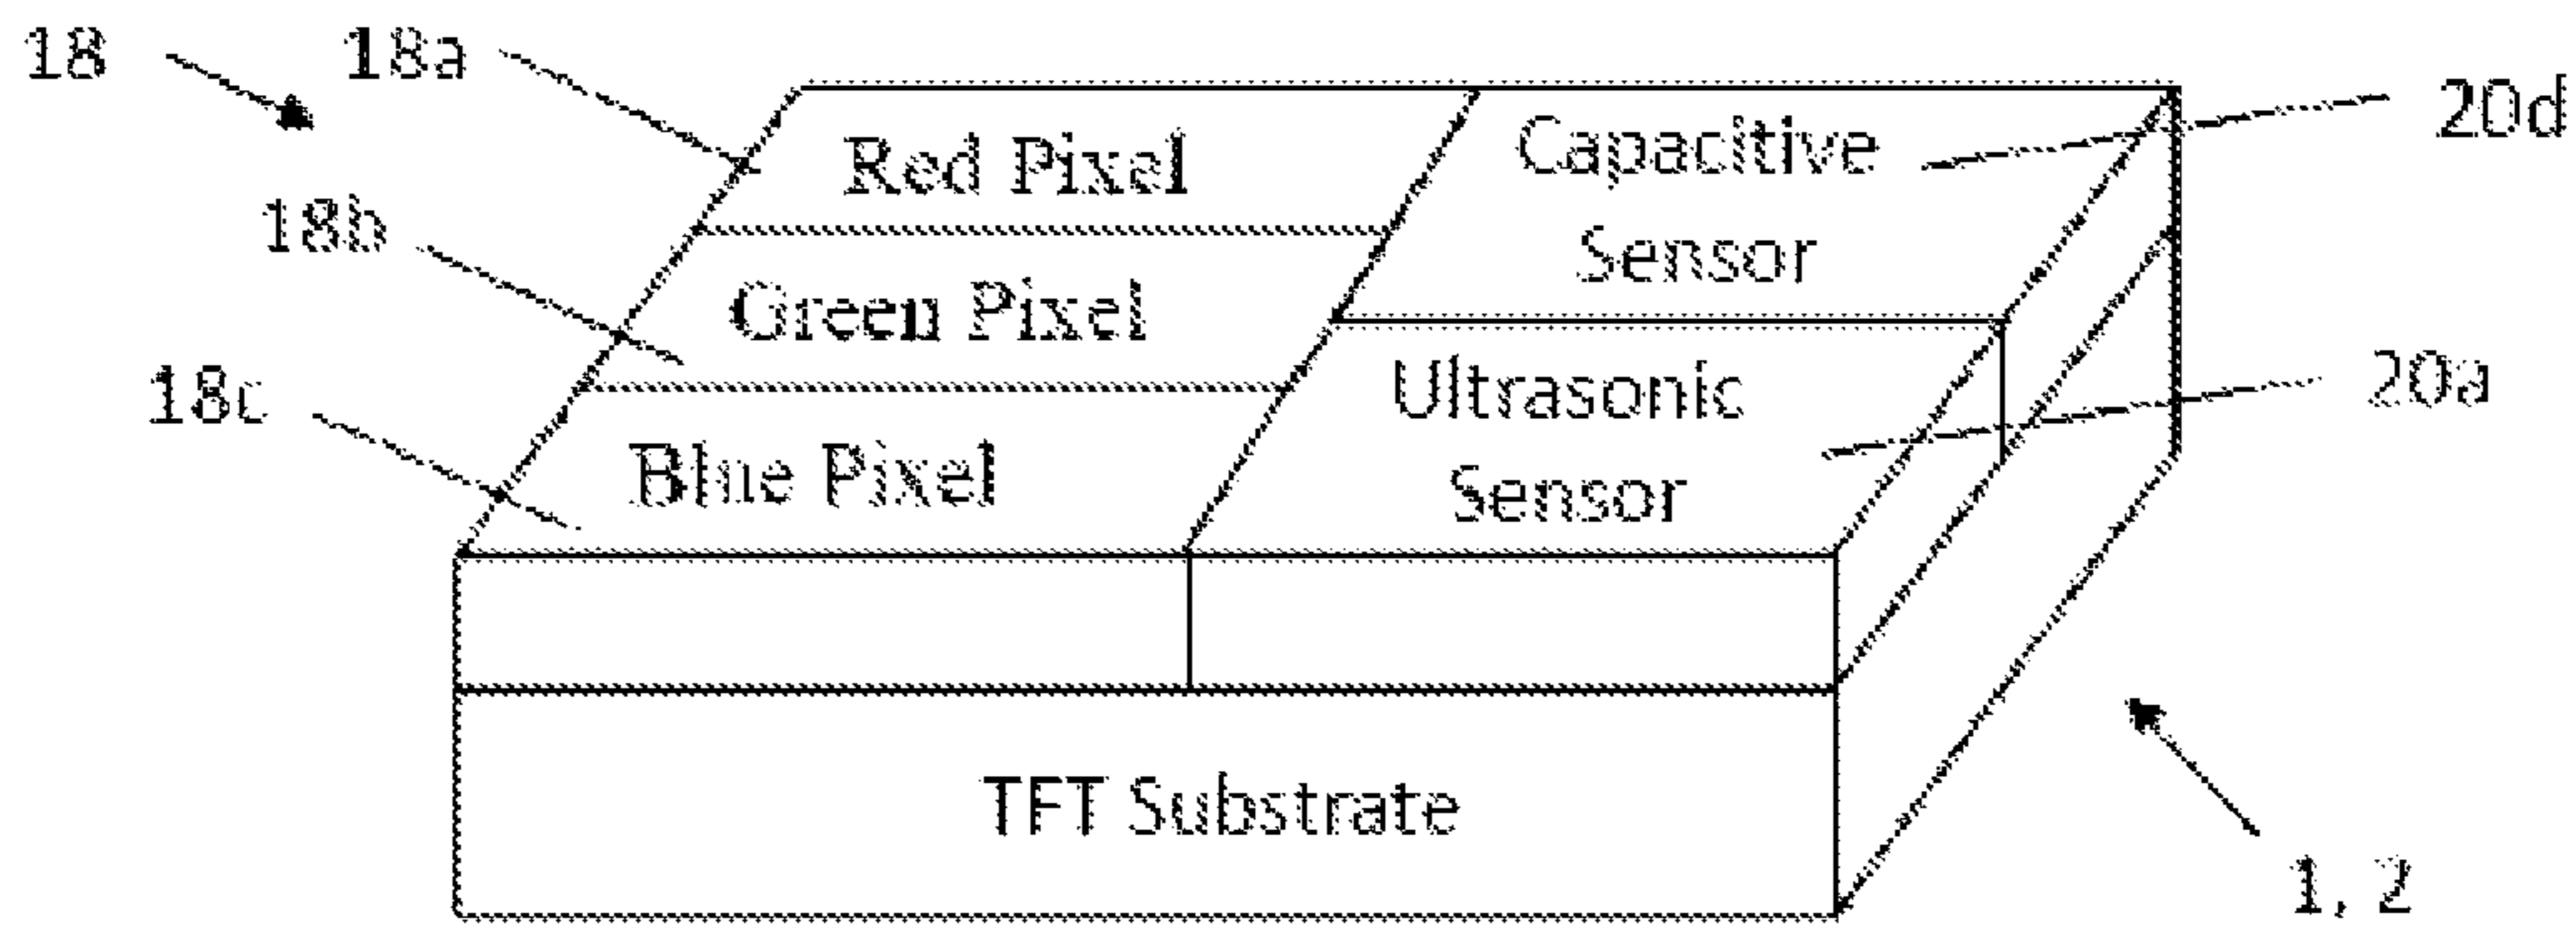 18
18a
Red Pixel
Capacitive
Sensor
20d
18b
Green Pixel
18c
Blue Pixel
Ultrasonic
Sensor
20a
TFT Substrate
1, 2